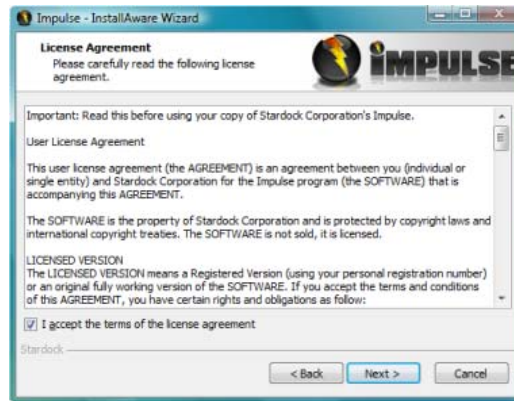 Impulse - InstallAware Wizard
License Agreement
Please carefully read the following license
agreement.
IMPULSE
Important: Read this before using your copy of Stardock Corporation's Impulse.
User License Agreement
This user license agreement (the AGREEMENT) is an agreement between you (individual or
single entity) and Stardock Corporation for the Impulse program (the SOFTWARE) that is
accompanying this AGREEMENT.
The SOFTWARE is the property of Stardock Corporation and is protected by copyright laws and
international copyright treaties. The SOFTWARE is not sold, it is licensed.
LICENSED VERSION
The LICENSED VERSION means a Registered Version (using your personal registration number)
or an original fully working version of the SOFTWARE. If you accept the terms and conditions
of this AGREEMENT, you have certain rights and obligations as follow:
I accept the terms of the license agreement
Stardock
< Back
Next >
Cancel